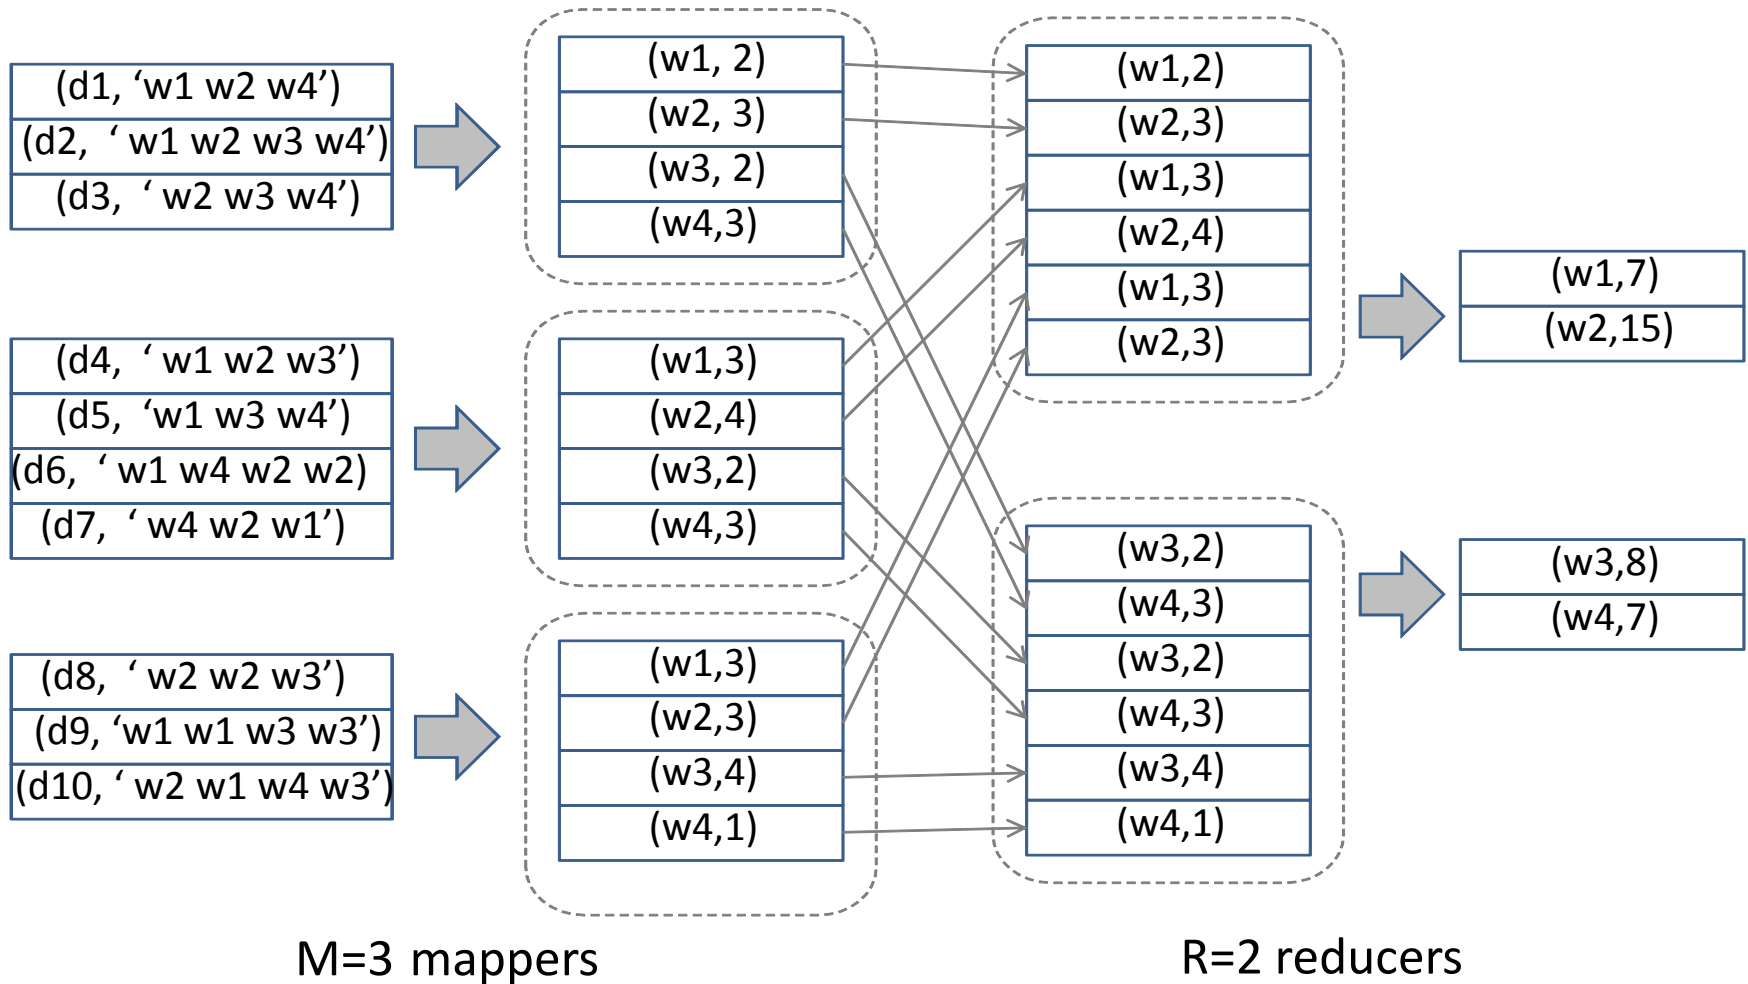 (d1, ‘w1 w2 w4’)
(d2, ‘ w1 w2 w3 w4’)
(d3, ‘ w2 w3 w4’)
(w1, 2)
(w2, 3)
(w3, 2)
(w4,3)
(d4, ‘ w1 w2 w3’)
(d5, ‘w1 w3 w4’)
(d6, ‘ w1 w4 w2 w2)
(d7, ‘ w4 w2 w1’)
(w1,3)
(w2,4)
(w3,2)
(w4,3)
(d8, ‘ w2 w2 w3’)
(d9, ‘w1 w1 w3 w3’)
(d10, ‘ w2 w1 w4 w3’)
(w1,3)
(w2,3)
(w3,4)
(w4,1)
M=3 mappers
(w1,2)
(w2,3)
(w1,3)
(w2,4)
(w1,3)
(w2,3)
(w3,2)
(w4,3)
(w3,2)
(w4,3)
(w3,4)
(w4,1)
R=2 reducers
(w1,7)
(w2,15)
(w3,8)
(w4,7)